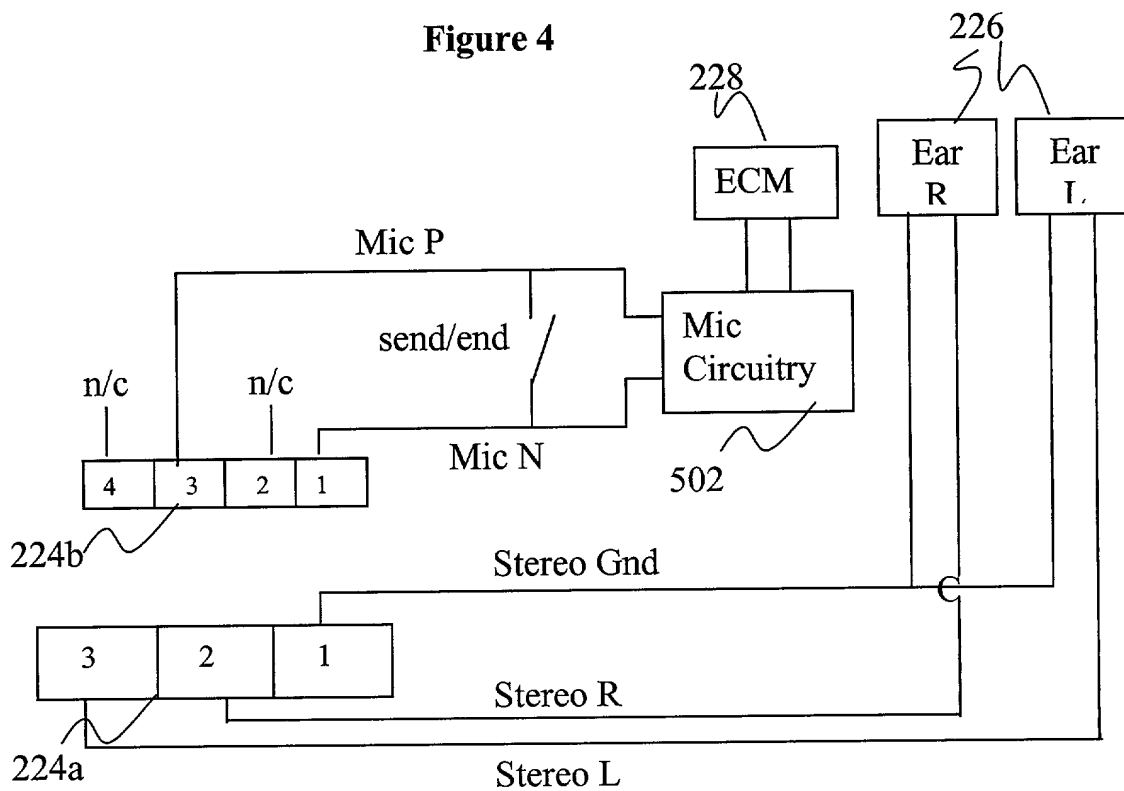 Figure 4
226
228
ECM
Ear
R
Ear
L
Mic P
send/end
Mic
Circuitry
n/c
n/c
Mic N
4 3 2 1
502
224b
Stereo Gnd
3 2 1
Stereo R
224a
Stereo L